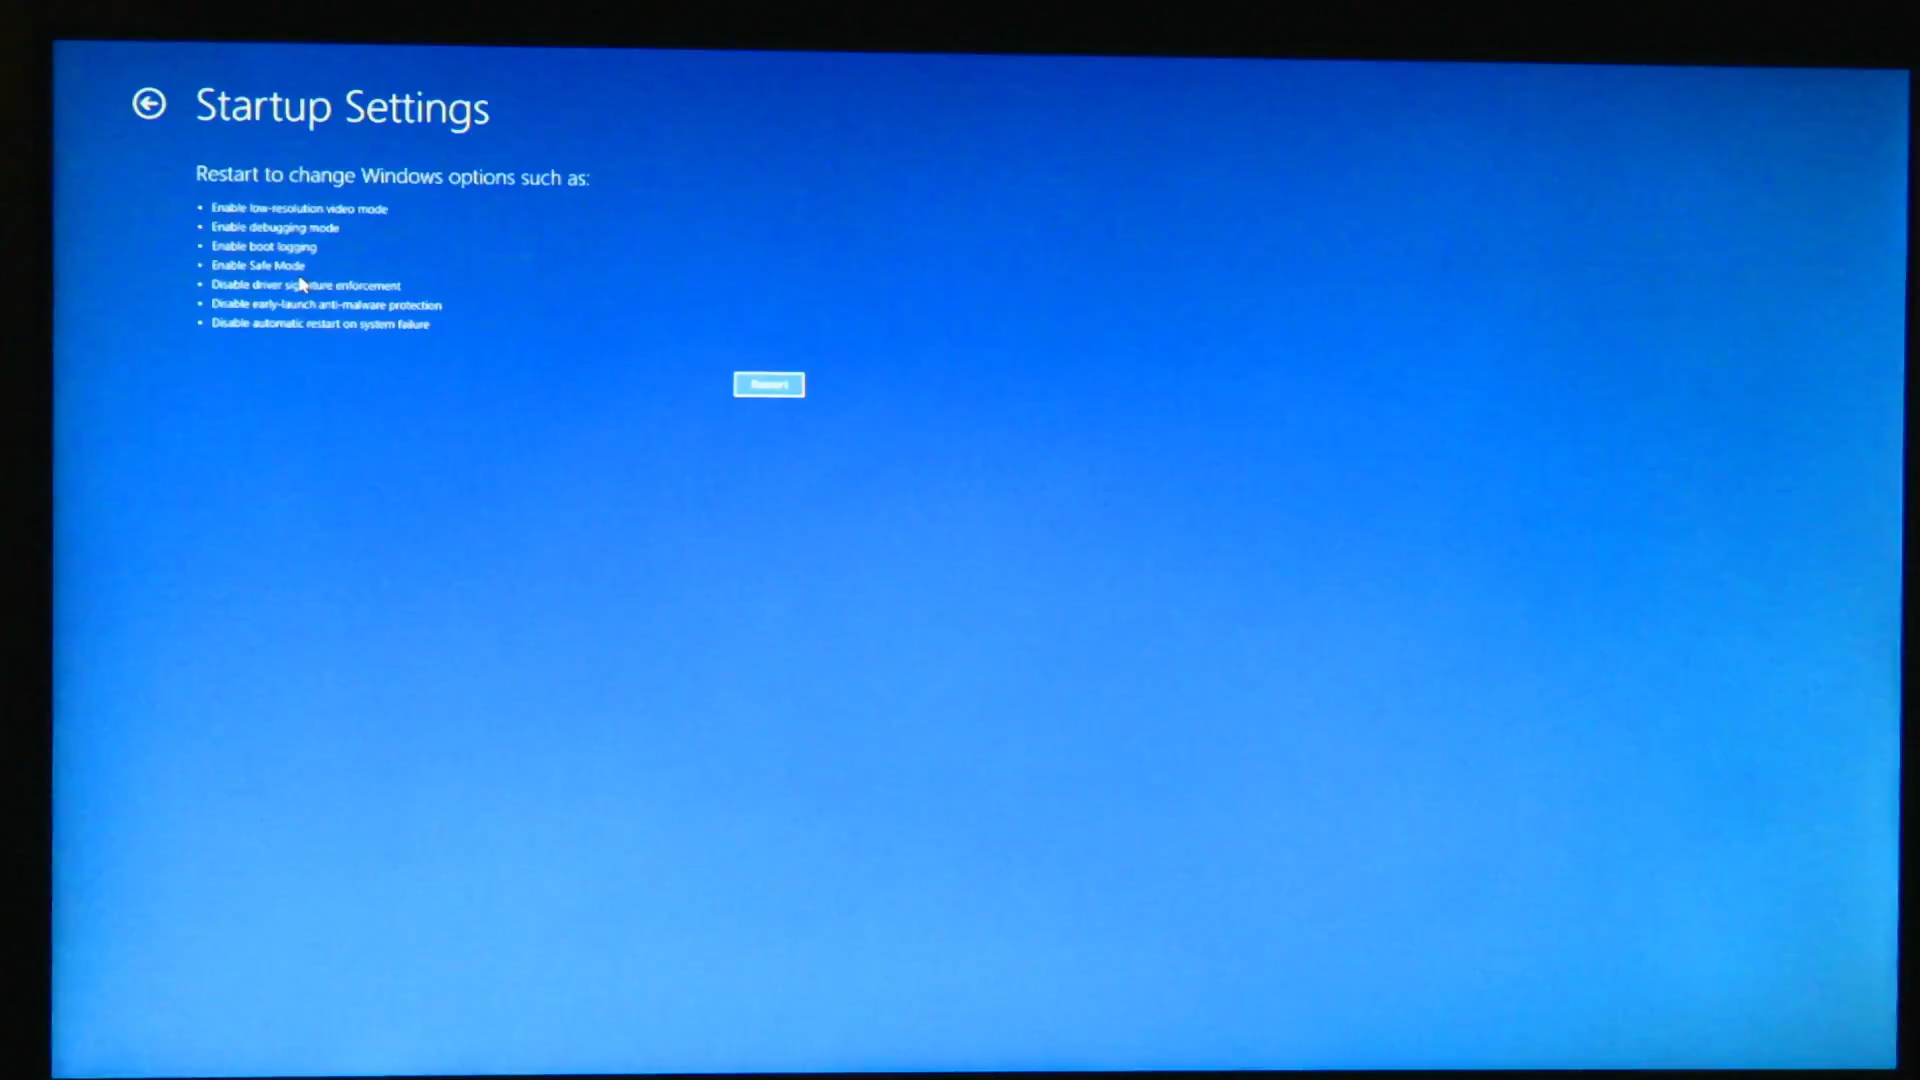 Startup Settings
Restart to change Windows options such as:
• Enable low-resolution video mode
• Enable debugging mode
• Enable boot logging
• Enable Safe Mode
• Disable driver signature enforcement
• Disable early-launch anti-malware protection
• Disable automatic restart on system failure
Restart